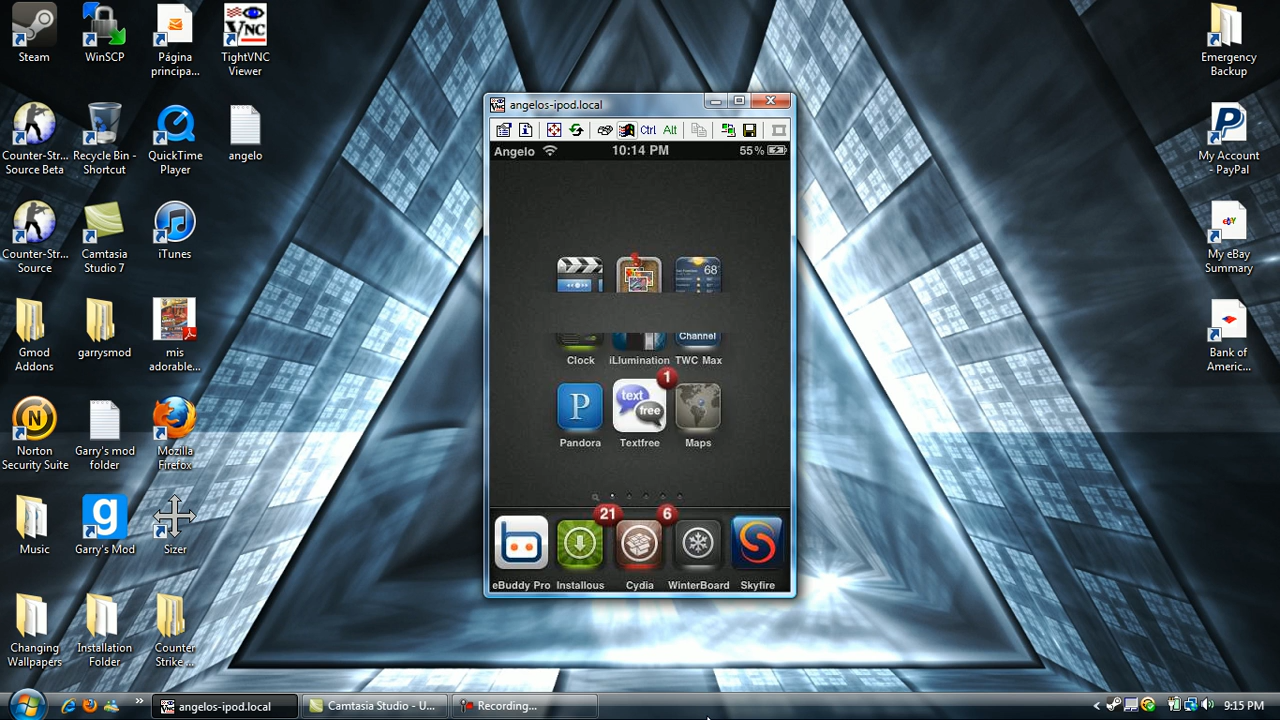 Steam
WinSCP
Página
principa...
VNC
TightVNC
Viewer
Emergency
Backup
Counter-Str...
Source Beta
Recycle Bin -
Shortcut
QuickTime
Player
angelo
My Account
- PayPal
Counter-Str...
Source
Camtasia
Studio 7
iTunes
ebY
My eBay
Summary
Gmod
Addons
garrysmod
mis
adorable...
Bank of
Americ...
Norton
Security Suite
Garry's mod
folder
Mozilla
Firefox
Music
g
Garry's Mod
Sizer
Changing
Wallpapers
Installation
Folder
Counter
Strike ...
angelos-ipod.local
Ctrl Alt
Angelo 10:14 PM 55%
68°
Channel
Clock iLlumination TWC Max
1
P text free
Pandora Textfree Maps
21 6
eBuddy Pro Installous Cydia WinterBoard Skyfire
angelos-ipod.local
Camtasia Studio - U...
Recording...
9:15 PM